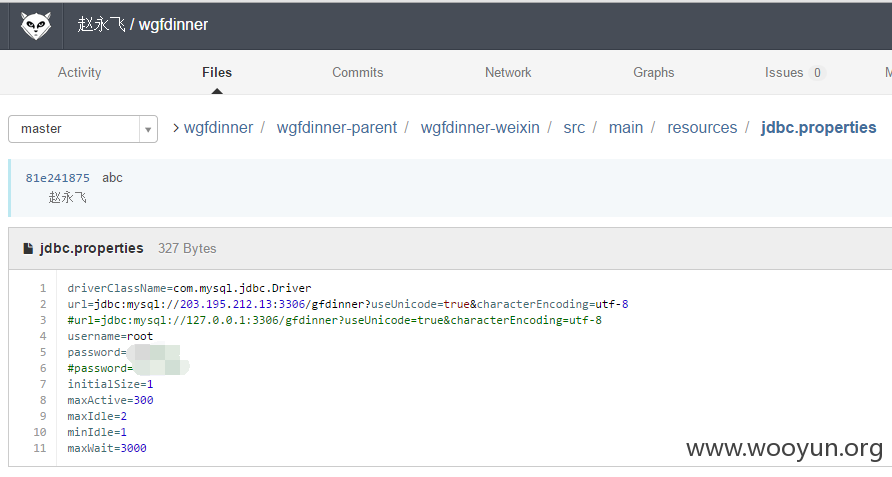 赵永飞 / wgfdinner
Activity Files Commits Network Graphs Issues 0
master wgfdinner / wgfdinner-parent / wgfdinner-weixin / src / main / resources / jdbc.properties
81e241875 abc
赵永飞
jdbc.properties 327 Bytes
1 driverClassName=com.mysql.jdbc.Driver
2 url=jdbc:mysql://203.195.212.13:3306/gfdinner?useUnicode=true&characterEncoding=utf-8
3 #url=jdbc:mysql://127.0.0.1:3306/gfdinner?useUnicode=true&characterEncoding=utf-8
4 username=root
5 password=
6 #password=
7 initialSize=1
8 maxActive=300
9 maxIdle=2
10 minIdle=1
11 maxWait=3000
www.wooyun.org